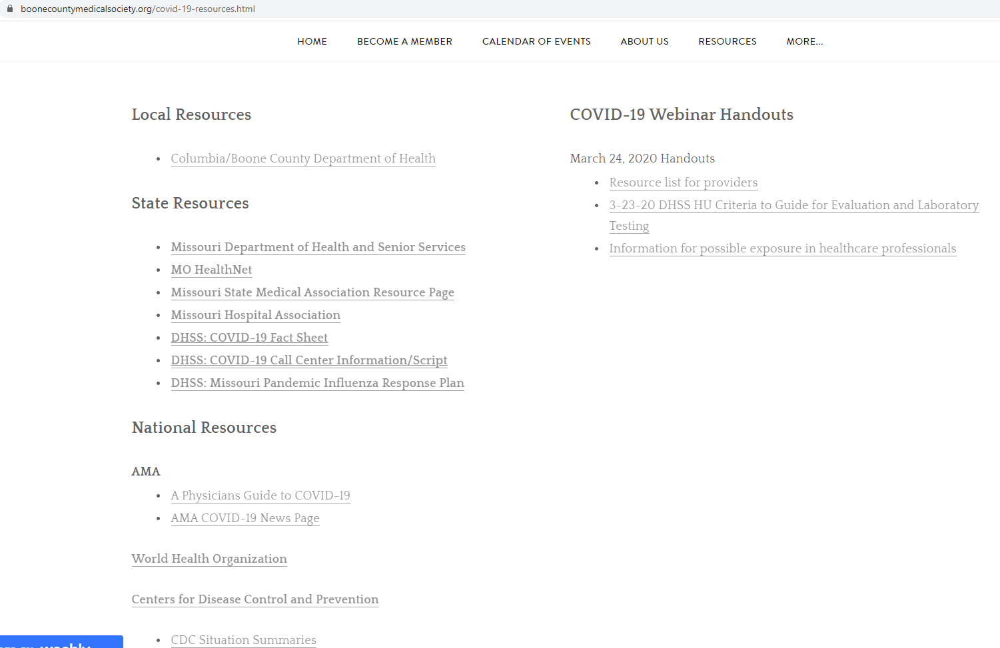 boonecountymedicalsociety.org/covid-19-resources.html
HOME BECOME A MEMBER CALENDAR OF EVENTS ABOUT US RESOURCES MORE...
Local Resources
Columbia/Boone County Department of Health
State Resources
Missouri Department of Health and Senior Services
MO HealthNet
Missouri State Medical Association Resource Page
Missouri Hospital Association
DHSS: COVID-19 Fact Sheet
DHSS: COVID-19 Call Center Information/Script
DHSS: Missouri Pandemic Influenza Response Plan
National Resources
AMA
A Physicians Guide to COVID-19
AMA COVID-19 News Page
World Health Organization
Centers for Disease Control and Prevention
CDC Situation Summaries
COVID-19 Webinar Handouts
March 24, 2020 Handouts
Resource list for providers
3-23-20 DHSS HU Criteria to Guide for Evaluation and Laboratory
Testing
Information for possible exposure in healthcare professionals
weebly